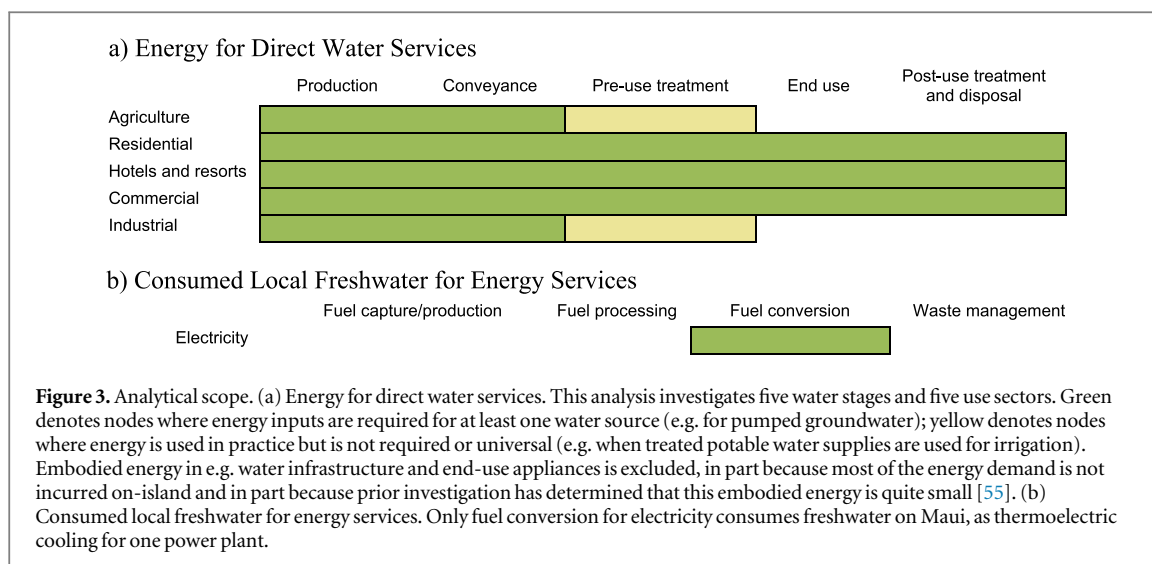 a) Energy for Direct Water Services
Production Conveyance Pre-use treatment End use Post-use treatment and disposal
Agriculture
Residential
Hotels and resorts
Commercial
Industrial
b) Consumed Local Freshwater for Energy Services
Fuel capture/production Fuel processing Fuel conversion Waste management
Electricity
Figure 3. Analytical scope. (a) Energy for direct water services. This analysis investigates five water stages and five use sectors. Green
denotes nodes where energy inputs are required for at least one water source (e.g. for pumped groundwater); yellow denotes nodes
where energy is used in practice but is not required or universal (e.g. when treated potable water supplies are used for irrigation).
Embodied energy in e.g. water infrastructure and end-use appliances is excluded, in part because most of the energy demand is not
incurred on-island and in part because prior investigation has determined that this embodied energy is quite small [55]. (b)
Consumed local freshwater for energy services. Only fuel conversion for electricity consumes freshwater on Maui, as thermoelectric
cooling for one power plant.